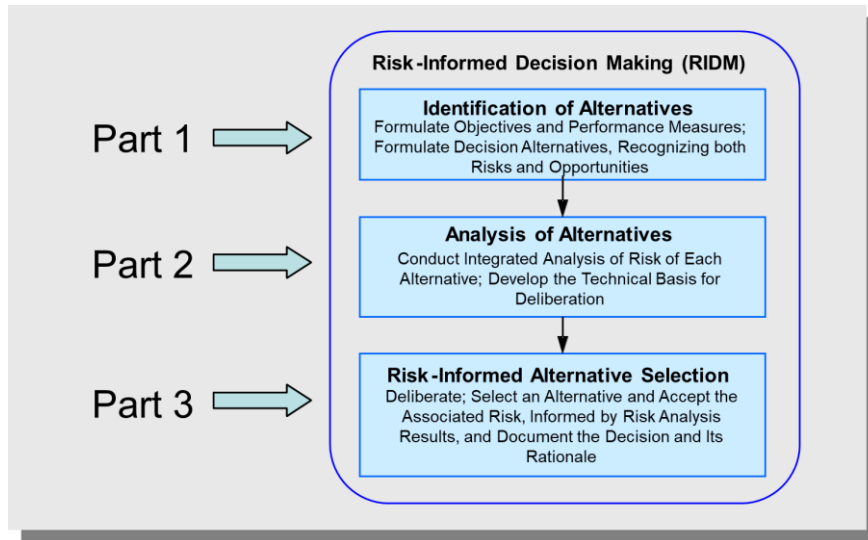 Risk-Informed Decision Making (RIDM)
Part 1
Identification of Alternatives
Formulate Objectives and Performance Measures;
Formulate Decision Alternatives, Recognizing both
Risks and Opportunities
Part 2
Analysis of Alternatives
Conduct Integrated Analysis of Risk of Each
Alternative; Develop the Technical Basis for
Deliberation
Part 3
Risk-Informed Alternative Selection
Deliberate; Select an Alternative and Accept the
Associated Risk, Informed by Risk Analysis
Results, and Document the Decision and Its
Rationale